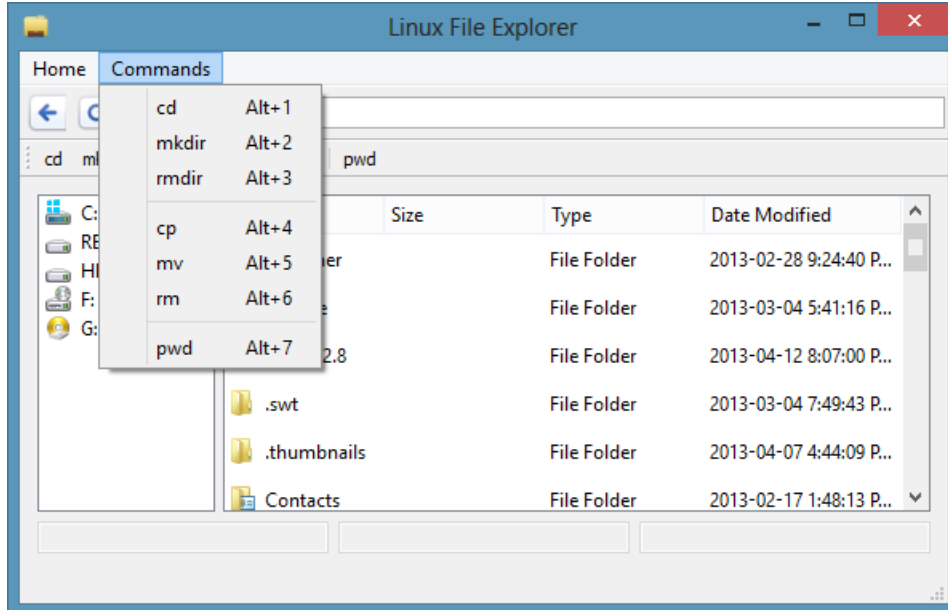 Linux File Explorer
Home Commands
cd Alt+1
mkdir Alt+2
rmdir Alt+3
cp Alt+4
mv Alt+5
rm Alt+6
pwd Alt+7
cd pwd
C:
F:
G:
Size Type Date Modified
File Folder 2013-02-28 9:24:40 P...
File Folder 2013-03-04 5:41:16 P...
2.8 File Folder 2013-04-12 8:07:00 P...
.swt File Folder 2013-03-04 7:49:43 P...
.thumbnails File Folder 2013-04-07 4:44:09 P...
Contacts File Folder 2013-02-17 1:48:13 P...